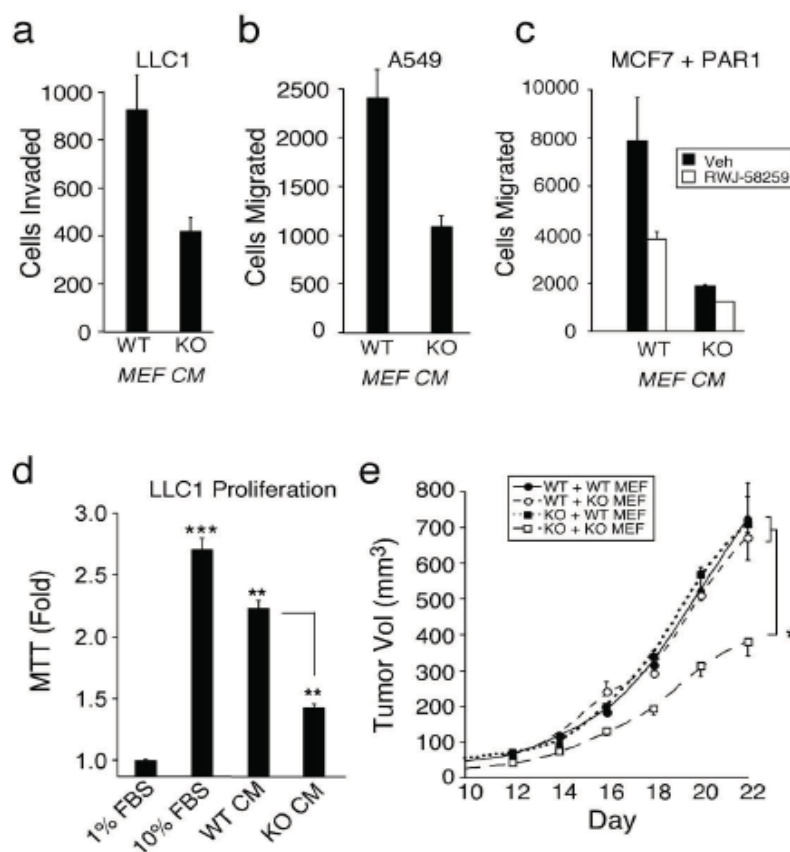 a
LLC1
Cells Invaded
1000
800
600
400
200
0
WT KO
MEF CM
b
A549
Cells Migrated
2500
2000
1500
1000
500
0
WT KO
MEF CM
c
MCF7 + PAR1
Cells Migrated
10000
8000
6000
4000
2000
0
Veh
RWJ-58259
WT KO
MEF CM
d
LLC1 Proliferation
MTT (Fold)
3.0
2.5
2.0
1.5
1.0
***
**
**
1% FBS
10% FBS
WT CM
KO CM
e
WT + WT MEF
WT + KO MEF
KO + WT MEF
KO + KO MEF
Tumor Vol (mm³)
800
700
600
500
400
300
200
100
0
10 12 14 16 18 20 22
Day